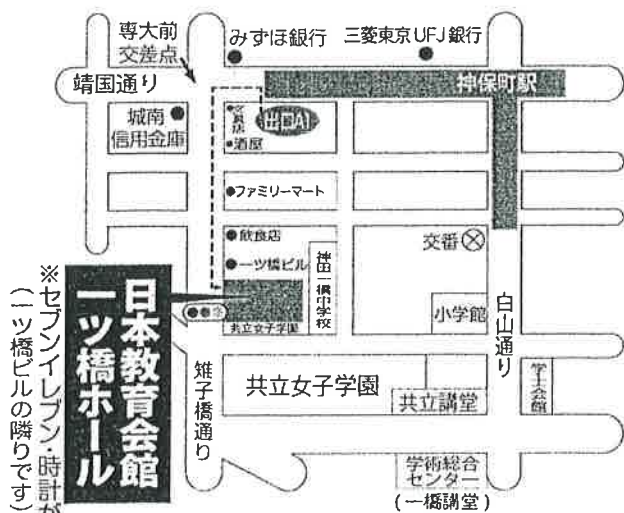 専大前
交差点
みずほ銀行
三菱東京UFJ銀行
靖国通り
神保町駅
城南
信用金庫
文具店
出口A1
酒屋
ファミリーマート
飲食店
一ツ橋ビル
神田一橋中学校
交番
小学館
白山通り
共立女子学園
日本教育会館
一ツ橋ホール
※セブンイレブン・時計が
(一ツ橋ビルの隣りです)
雉子橋通り
共立女子学園
共立講堂
学士会館
学術総合
センター
(一橋講堂)